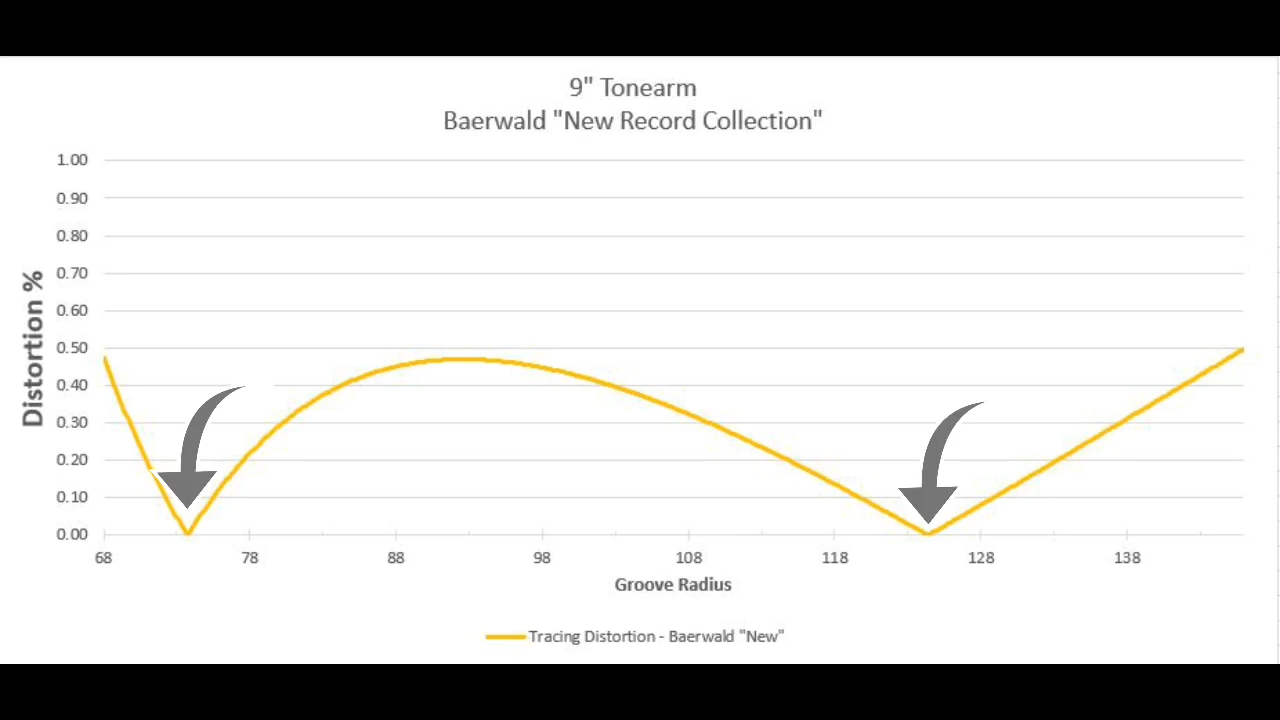 9" Tonearm
Baerwald "New Record Collection"
1.00
0.90
0.80
0.70
0.60
0.50
0.40
0.30
0.20
0.10
0.00
Distortion %
68 78 88 98 108 118 128 138
Groove Radius
Tracing Distortion - Baerwald "New"